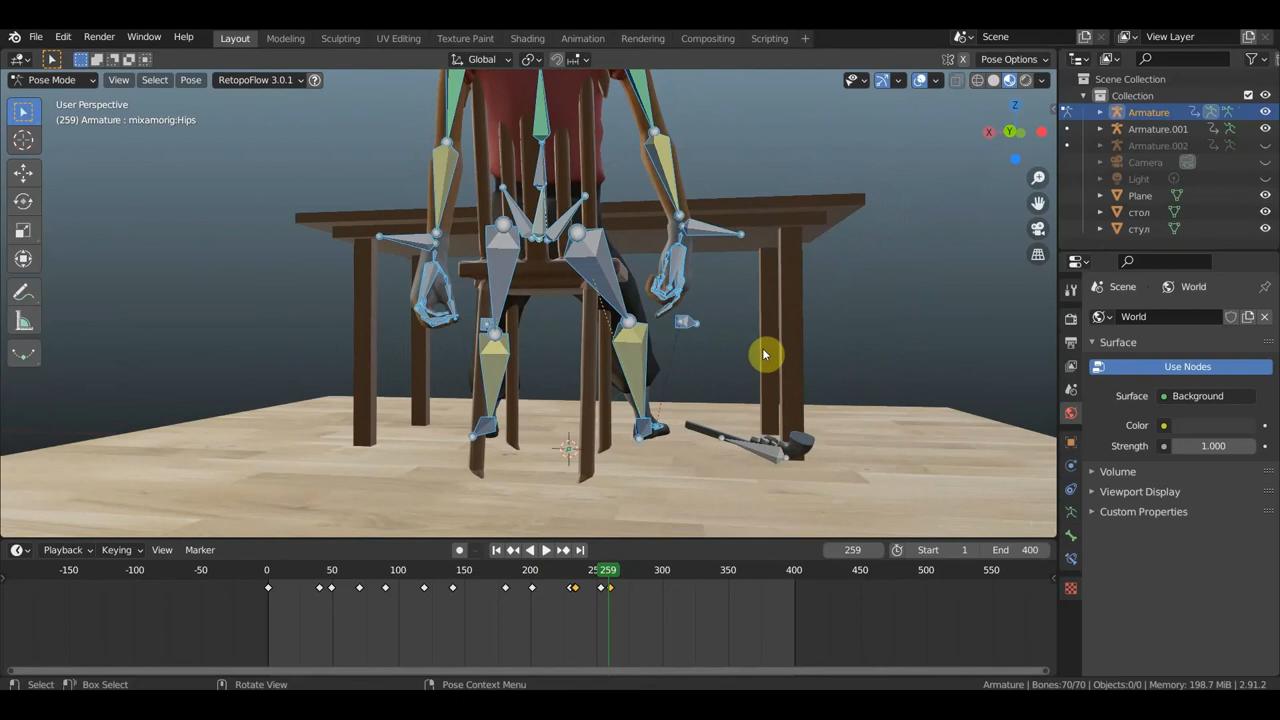 File Edit Render Window Help Layout Modeling Sculpting UV Editing Texture Paint Shading Animation Rendering Compositing Scripting + Scene View Layer
Global Pose Options
Pose Mode View Select Pose RetopoFlow 3.0.1
User Perspective
(259) Armature : mixamorig:Hips
Z
X
Y
Scene Collection
Collection
Armature
Armature.001
Armature.002
Camera
Light
Plane
стол
стул
Scene World
World
Surface
Use Nodes
Surface Background
Color
Strength 1.000
Volume
Viewport Display
Custom Properties
Playback Keying View Marker 259 Start 1 End 400
-150 -100 -50 0 50 100 150 200 25 259 300 350 400 450 500 550
Select Box Select Rotate View Pose Context Menu Armature | Bones:70/70 | Objects:0/0 | Memory: 198.7 MiB | 2.91.2